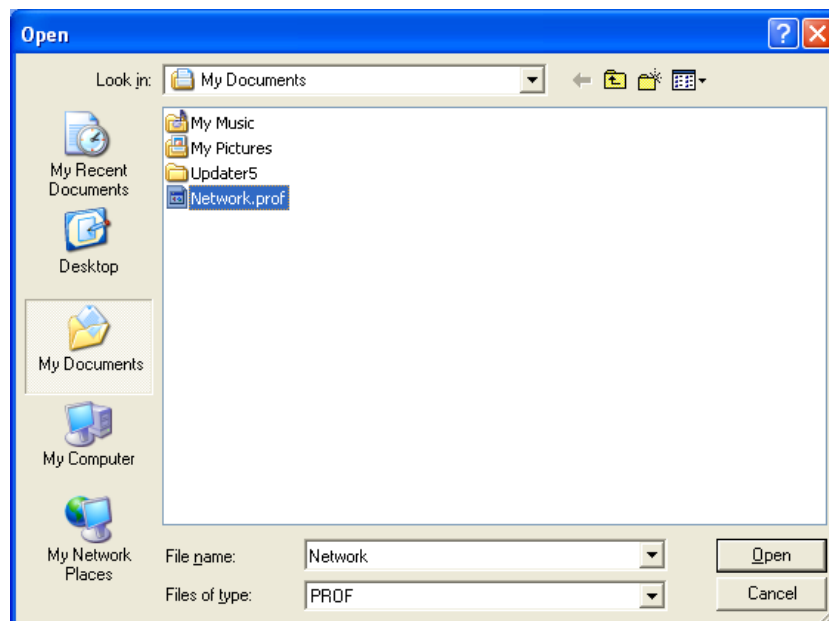 Open
Look in: My Documents
My Music
My Pictures
Updater5
Network.prof
My Recent
Documents
Desktop
My Documents
My Computer
My Network
Places
File name: Network Open
Files of type: PROF Cancel